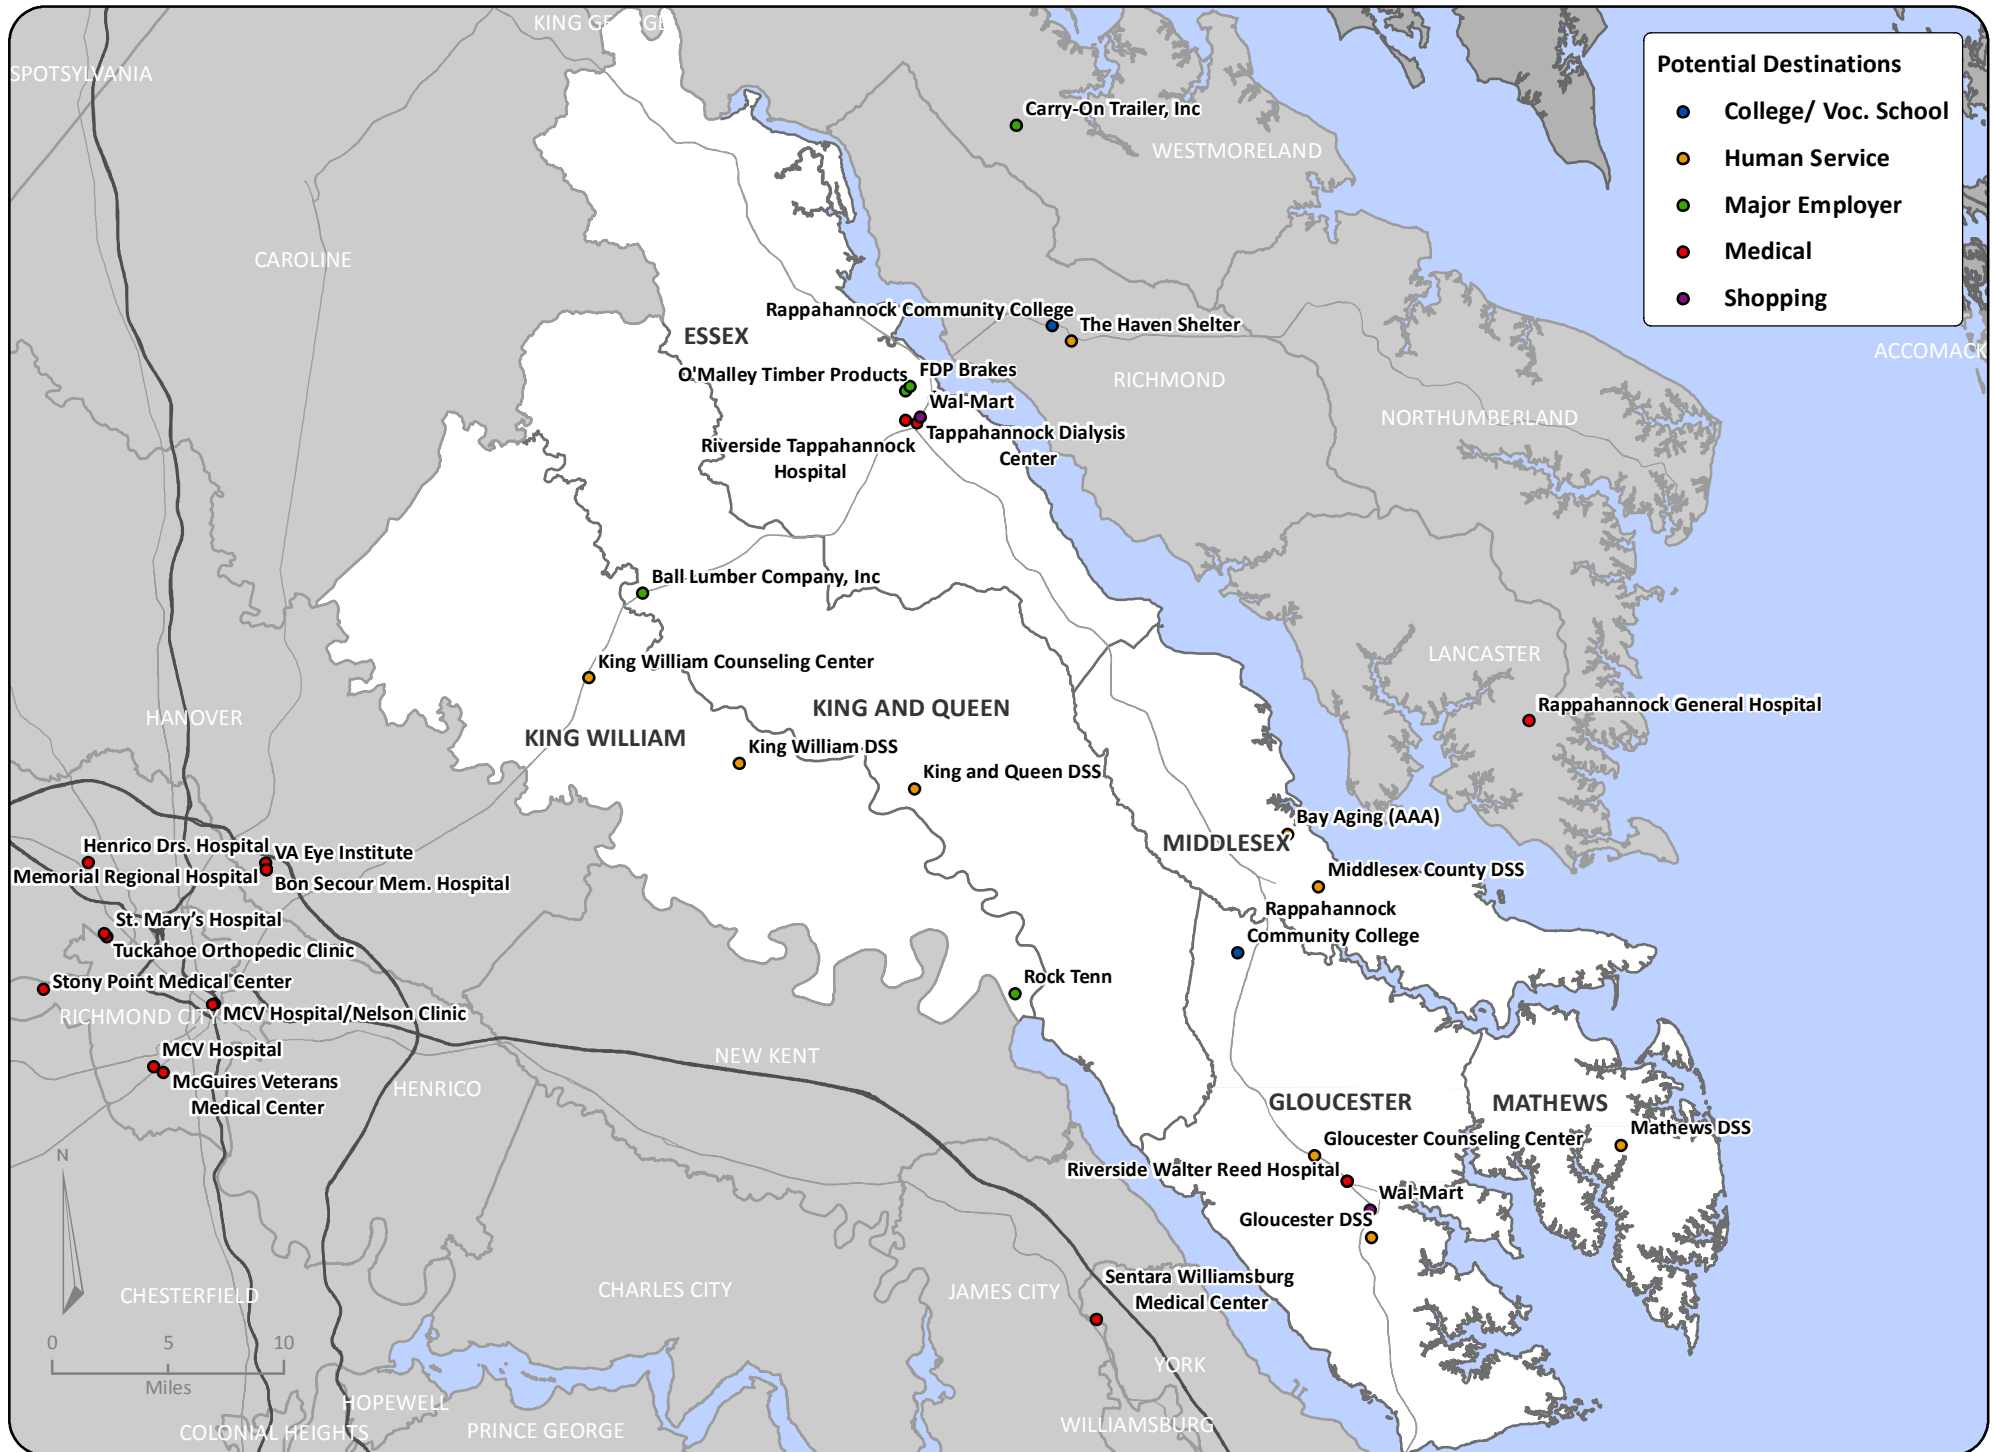 KING GEORGE
SPOTSYLVANIA
Potential Destinations
College/ Voc. School
Human Service
Major Employer
Medical
Shopping
Carry-On Trailer, Inc
WESTMORELAND
CAROLINE
Rappahannock Community College
The Haven Shelter
ESSEX
ACCOMACK
O'Malley Timber Products
FDP Brakes
RICHMOND
Wal-Mart
NORTHUMBERLAND
Riverside Tappahannock
Hospital
Tappahannock Dialysis
Center
Ball Lumber Company, Inc
King William Counseling Center
LANCASTER
Rappahannock General Hospital
HANOVER
KING AND QUEEN
KING WILLIAM
King William DSS
King and Queen DSS
Bay Aging (AAA)
MIDDLESEX
Henrico Drs. Hospital
VA Eye Institute
Memorial Regional Hospital
Bon Secour Mem. Hospital
Middlesex County DSS
St. Mary's Hospital
Tuckahoe Orthopedic Clinic
Rappahannock
Community College
Stony Point Medical Center
Rock Tenn
RICHMOND CITY
MCV Hospital/Nelson Clinic
MCV Hospital
McGuires Veterans
Medical Center
NEW KENT
HENRICO
GLOUCESTER
MATHEWS
Mathews DSS
Gloucester Counseling Center
Riverside Walter Reed Hospital
Wal-Mart
Gloucester DSS
N
Sentara Williamsburg
Medical Center
CHESTERFIELD
CHARLES CITY
JAMES CITY
0 5 10
Miles
YORK
HOPEWELL
COLONIAL HEIGHTS
PRINCE GEORGE
WILLIAMSBURG